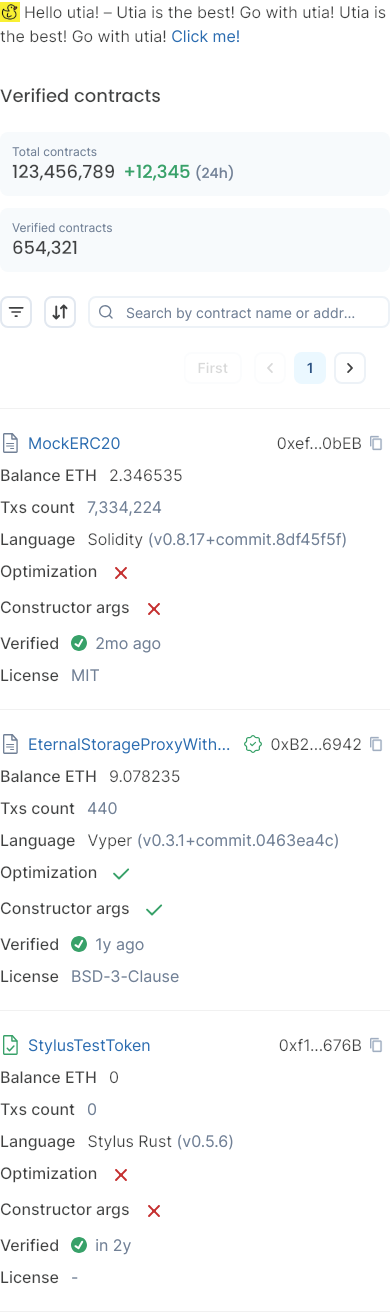 Hello utia! – Utia is the best! Go with utia! Utia is
the best! Go with utia! Click me!
Verified contracts
Total contracts
123,456,789 +12,345 (24h)
Verified contracts
654,321
Search by contract name or addr...
First 1
MockERC20 0xef...0bEB
Balance ETH 2.346535
Txs count 7,334,224
Language Solidity (v0.8.17+commit.8df45f5f)
Optimization
Constructor args
Verified 2mo ago
License MIT
EternalStorageProxyWith... 0xB2...6942
Balance ETH 9.078235
Txs count 440
Language Vyper (v0.3.1+commit.0463ea4c)
Optimization
Constructor args
Verified 1y ago
License BSD-3-Clause
StylusTestToken 0xf1...676B
Balance ETH 0
Txs count 0
Language Stylus Rust (v0.5.6)
Optimization
Constructor args
Verified in 2y
License -